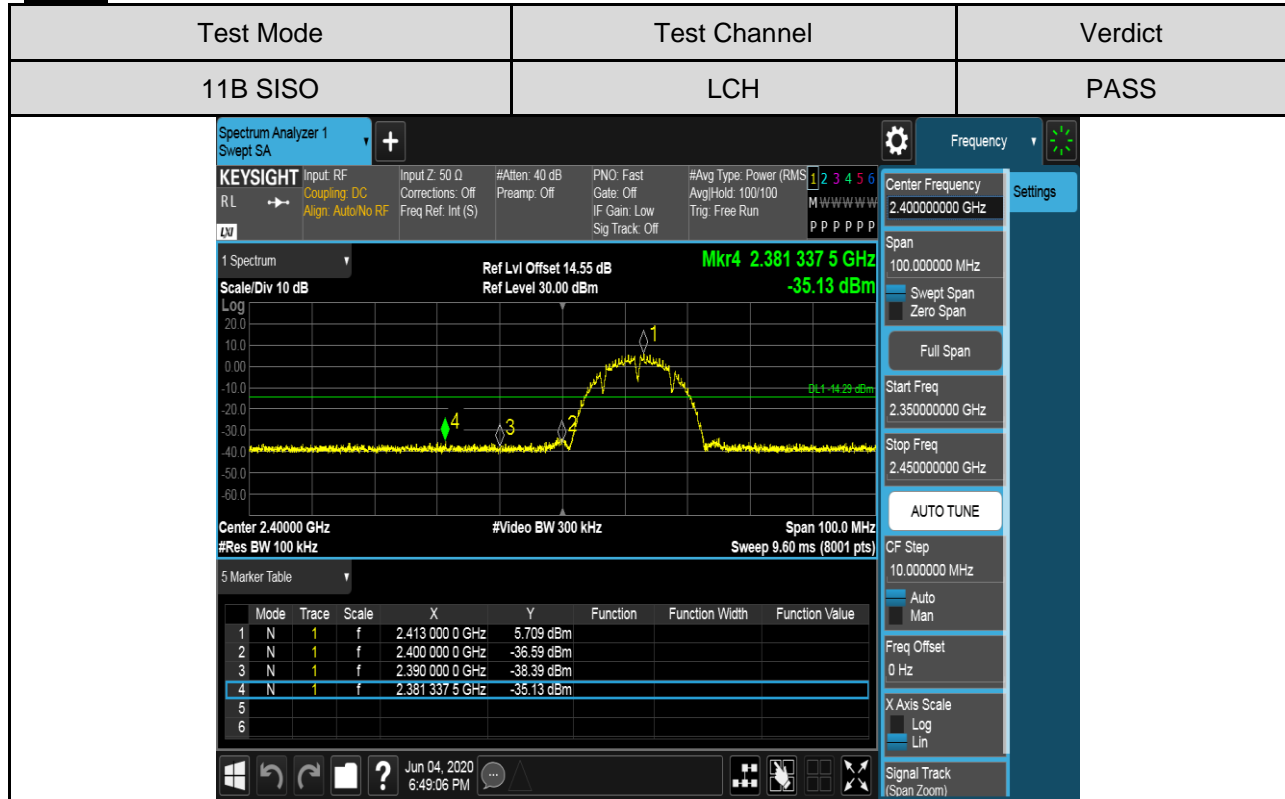 Test Mode Test Channel Verdict
11B SISO LCH PASS
Spectrum Analyzer 1
Swept SA
+
Frequency
KEYSIGHT Input: RF Input Z: 50 Ω #Atten: 40 dB PNO: Fast #Avg Type: Power (RMS 1 2 3 4 5 6
RL Coupling: DC Corrections: Off Preamp: Off Gate: Off Avg|Hold: 100/100 M W W W W W
Align: Auto/No RF Freq Ref: Int (S) IF Gain: Low Trig: Free Run
LXI Sig Track: Off P P P P P P
Center Frequency
2.400000000 GHz
Settings
1 Spectrum
Ref Lvl Offset 14.55 dB Mkr4 2.381 337 5 GHz
Scale/Div 10 dB Ref Level 30.00 dBm -35.13 dBm
Log
20.0
10.0
0.00
-10.0
-20.0
-30.0
-40.0
-50.0
-60.0
1
2
3
4
DL1 -14.29 dBm
Center 2.40000 GHz #Video BW 300 kHz Span 100.0 MHz
#Res BW 100 kHz Sweep 9.60 ms (8001 pts)
5 Marker Table
Mode Trace Scale X Y Function Function Width Function Value
1 N 1 f 2.413 000 0 GHz 5.709 dBm
2 N 1 f 2.400 000 0 GHz -36.59 dBm
3 N 1 f 2.390 000 0 GHz -38.39 dBm
4 N 1 f 2.381 337 5 GHz -35.13 dBm
5
6
Span
100.000000 MHz
Swept Span
Zero Span
Full Span
Start Freq
2.350000000 GHz
Stop Freq
2.450000000 GHz
AUTO TUNE
CF Step
10.000000 MHz
Auto
Man
Freq Offset
0 Hz
X Axis Scale
Log
Lin
Signal Track
(Span Zoom)
?
Jun 04, 2020
6:49:06 PM